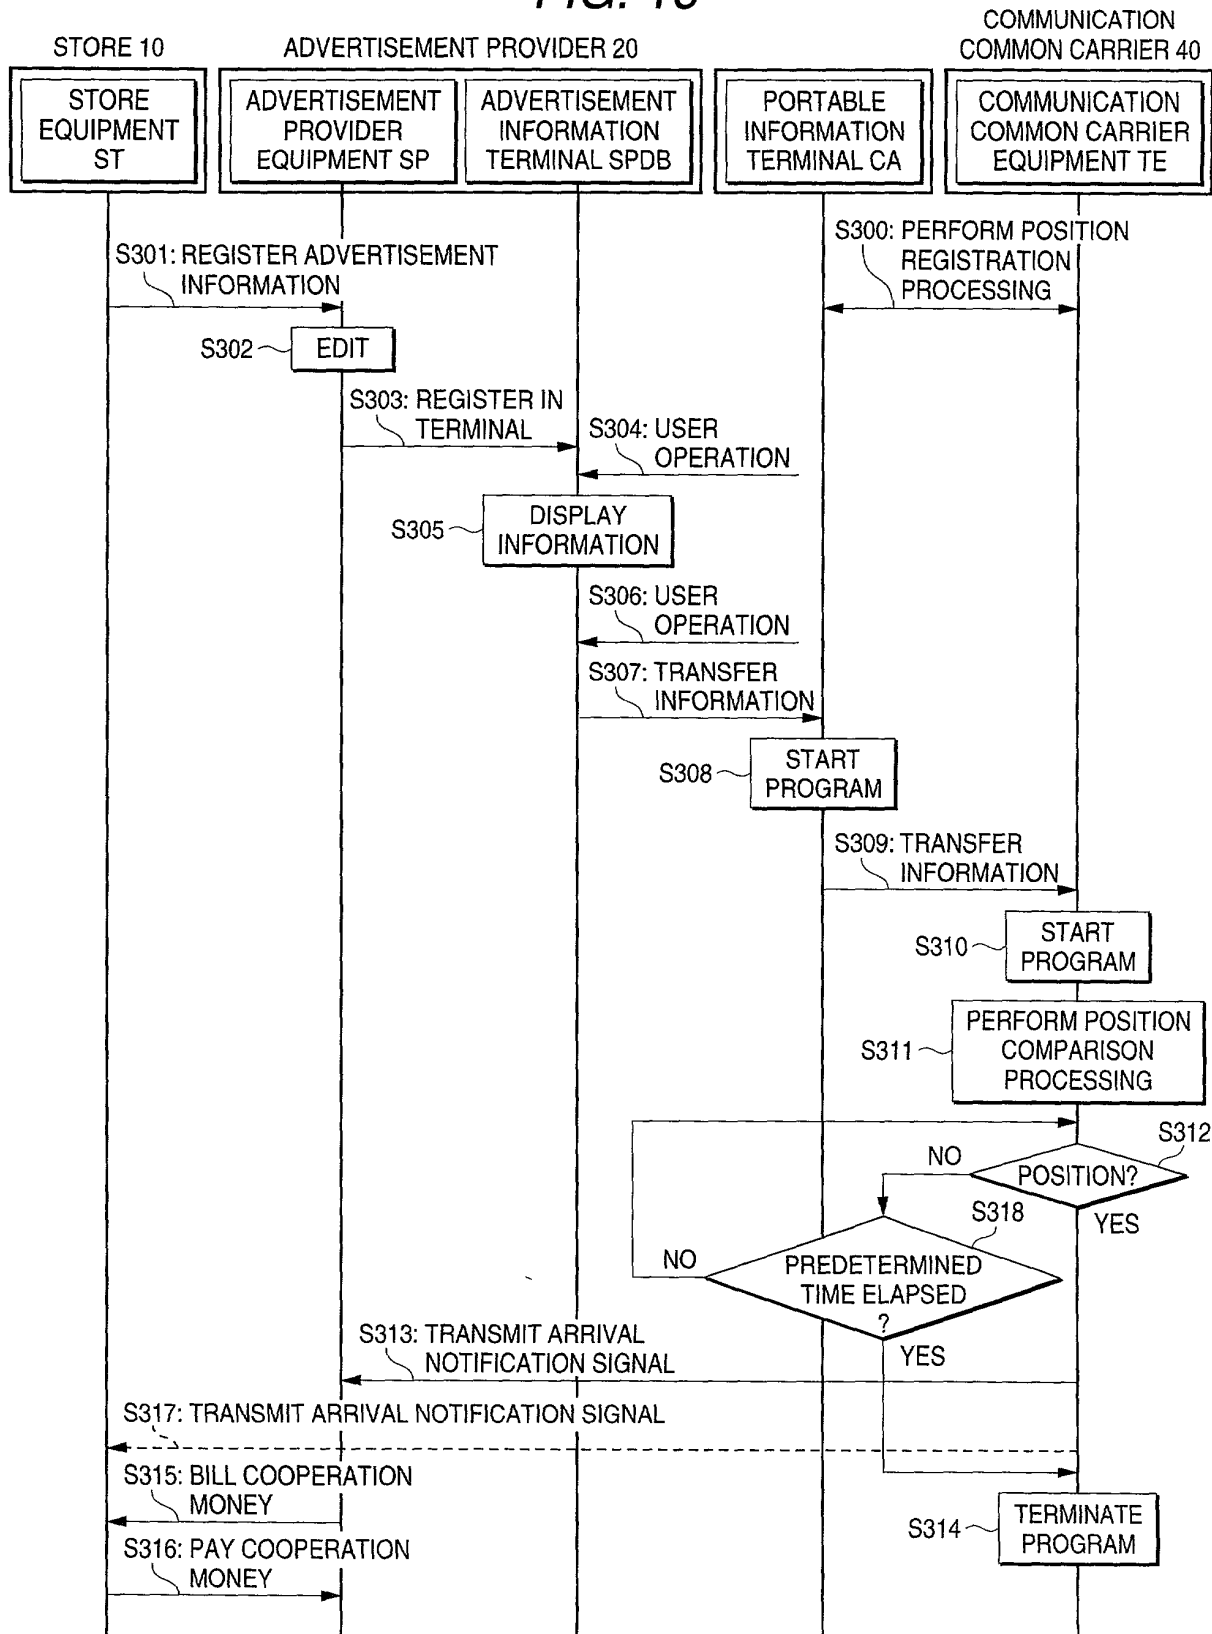 STORE 10
ADVERTISEMENT PROVIDER 20
COMMUNICATION
COMMON CARRIER 40
STORE
EQUIPMENT
ST
ADVERTISEMENT
PROVIDER
EQUIPMENT SP
ADVERTISEMENT
INFORMATION
TERMINAL SPDB
PORTABLE
INFORMATION
TERMINAL CA
COMMUNICATION
COMMON CARRIER
EQUIPMENT TE
S300: PERFORM POSITION
REGISTRATION
PROCESSING
S301: REGISTER ADVERTISEMENT
INFORMATION
S302
EDIT
S303: REGISTER IN
TERMINAL
S304: USER
OPERATION
S305
DISPLAY
INFORMATION
S306: USER
OPERATION
S307: TRANSFER
INFORMATION
S308
START
PROGRAM
S309: TRANSFER
INFORMATION
S310
START
PROGRAM
S311
PERFORM POSITION
COMPARISON
PROCESSING
S312
NO
POSITION?
YES
S318
NO
PREDETERMINED
TIME ELAPSED
?
YES
S313: TRANSMIT ARRIVAL
NOTIFICATION SIGNAL
S317: TRANSMIT ARRIVAL NOTIFICATION SIGNAL
S315: BILL COOPERATION
MONEY
S314
TERMINATE
PROGRAM
S316: PAY COOPERATION
MONEY